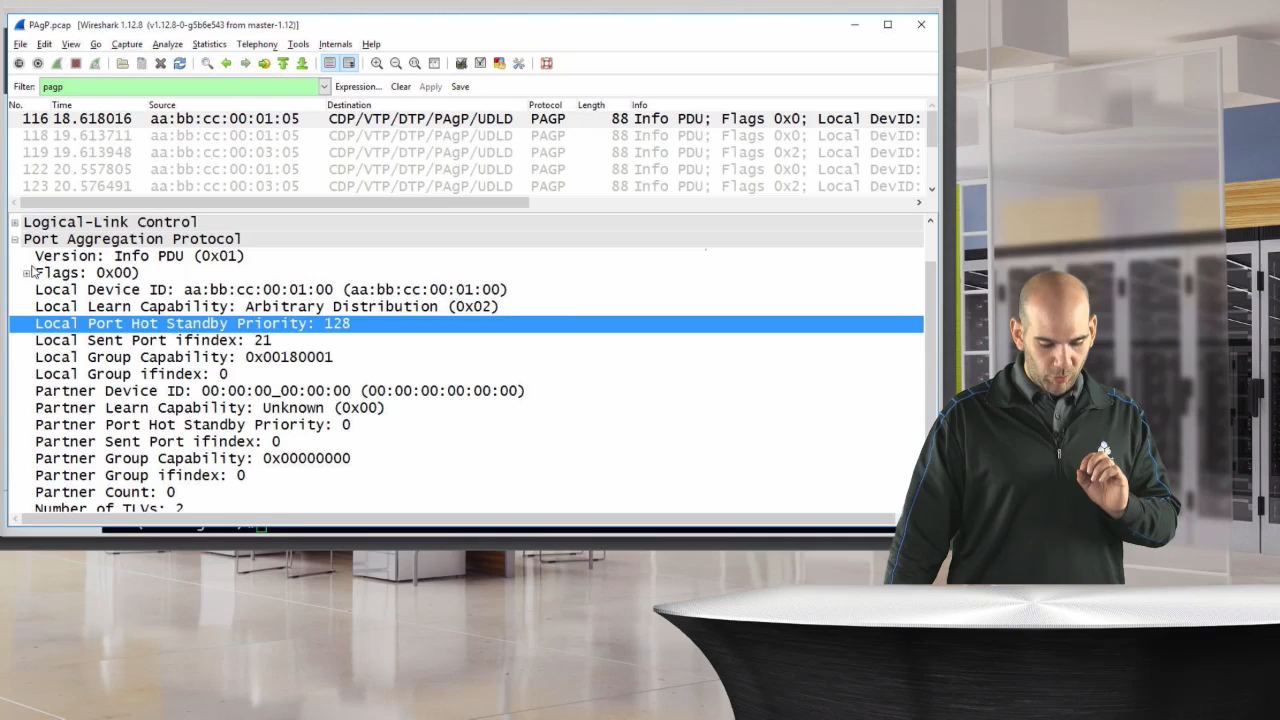 PAgP.pcap [Wireshark 1.12.8 (v1.12.8-0-g5b6e543 from master-1.12)]
File Edit View Go Capture Analyze Statistics Telephony Tools Internals Help
Filter: pagp Expression... Clear Apply Save
No. Time Source Destination Protocol Length Info
116 18.618016 aa:bb:cc:00:01:05 CDP/VTP/DTP/PAgP/UDLD PAGP 88 Info PDU; Flags 0x0; Local DevID:
118 19.613711 aa:bb:cc:00:01:05 CDP/VTP/DTP/PAgP/UDLD PAGP 88 Info PDU; Flags 0x0; Local DevID:
119 19.613948 aa:bb:cc:00:03:05 CDP/VTP/DTP/PAgP/UDLD PAGP 88 Info PDU; Flags 0x2; Local DevID:
122 20.557805 aa:bb:cc:00:01:05 CDP/VTP/DTP/PAgP/UDLD PAGP 88 Info PDU; Flags 0x2; Local DevID:
123 20.576491 aa:bb:cc:00:03:05 CDP/VTP/DTP/PAgP/UDLD PAGP 88 Info PDU; Flags 0x2; Local DevID:
Logical-Link Control
Port Aggregation Protocol
Version: Info PDU (0x01)
Flags: 0x00)
Local Device ID: aa:bb:cc:00:01:00 (aa:bb:cc:00:01:00)
Local Learn Capability: Arbitrary Distribution (0x02)
Local Port Hot Standby Priority: 128
Local Sent Port ifindex: 21
Local Group Capability: 0x00180001
Local Group ifindex: 0
Partner Device ID: 00:00:00_00:00:00 (00:00:00:00:00:00)
Partner Learn Capability: Unknown (0x00)
Partner Port Hot Standby Priority: 0
Partner Sent Port ifindex: 0
Partner Group Capability: 0x00000000
Partner Group ifindex: 0
Partner Count: 0
Number of TLVs: 2